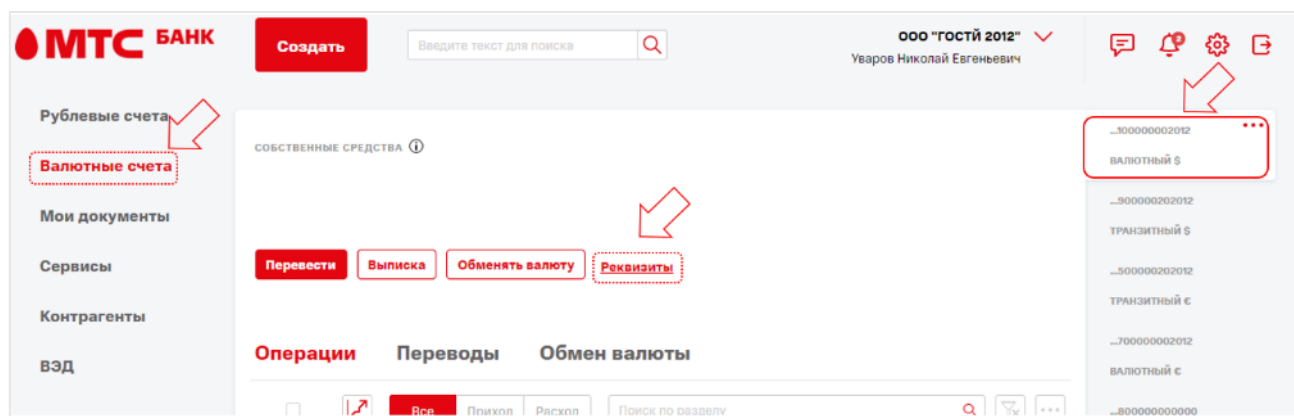 МТС БАНК
Создать
Введите текст для поиска
ООО "ГОСТЙ 2012"
Уваров Николай Евгеньевич
2
Рублевые счета
Валютные счета
Мои документы
Сервисы
Контрагенты
ВЭД
СОБСТВЕННЫЕ СРЕДСТВА
Перевести
Выписка
Обменять валюту
Реквизиты
Операции
Переводы
Обмен валюты
Все
Приход
Расход
Поиск по разделу
...100000002012
ВАЛЮТНЫЙ $
...900000202012
ТРАНЗИТНЫЙ $
...500000202012
ТРАНЗИТНЫЙ €
...700000002012
ВАЛЮТНЫЙ €
...800000000000